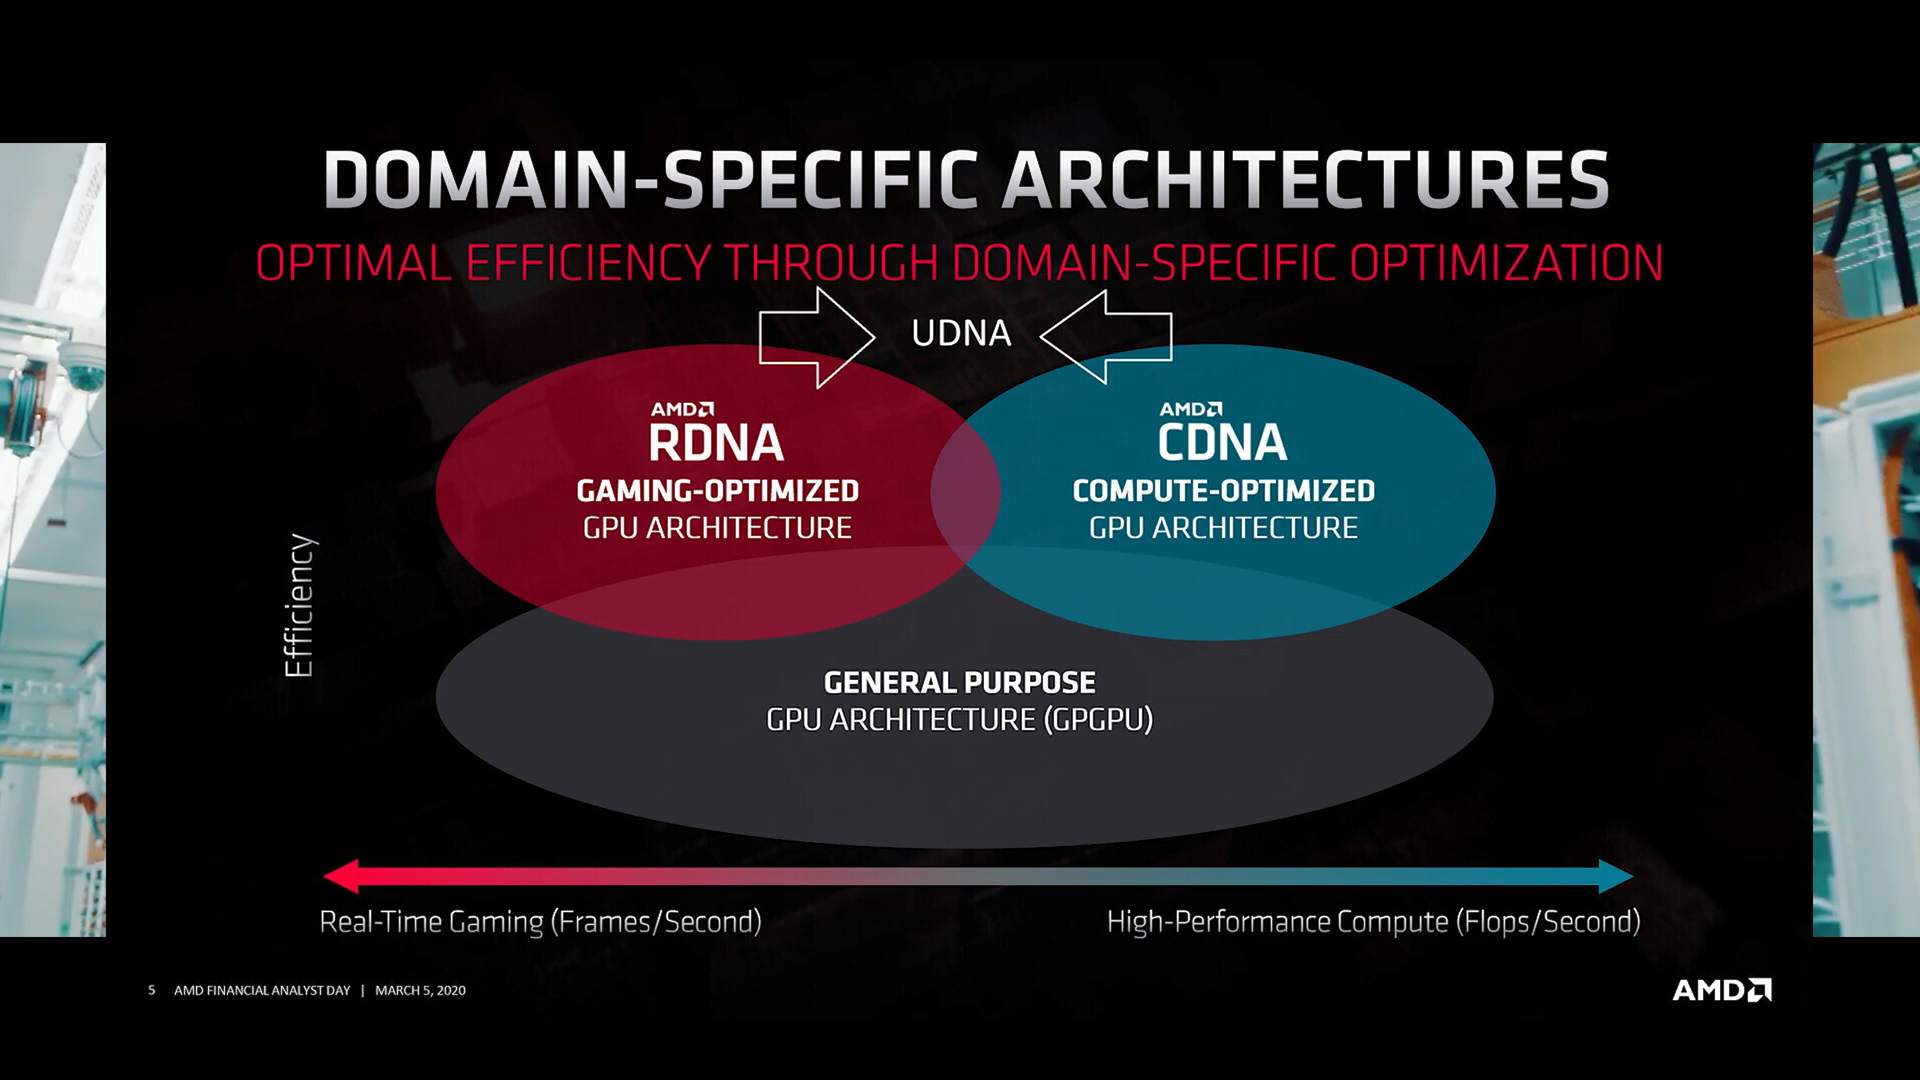 DOMAIN-SPECIFIC ARCHITECTURES
OPTIMAL EFFICIENCY THROUGH DOMAIN-SPECIFIC OPTIMIZATION
UDNA
AMD
RDNA
GAMING-OPTIMIZED
GPU ARCHITECTURE
AMD
CDNA
COMPUTE-OPTIMIZED
GPU ARCHITECTURE
Efficiency
GENERAL PURPOSE
GPU ARCHITECTURE (GPGPU)
Real-Time Gaming (Frames/Second)
High-Performance Compute (Flops/Second)
5 AMD FINANCIAL ANALYST DAY | MARCH 5, 2020
AMD